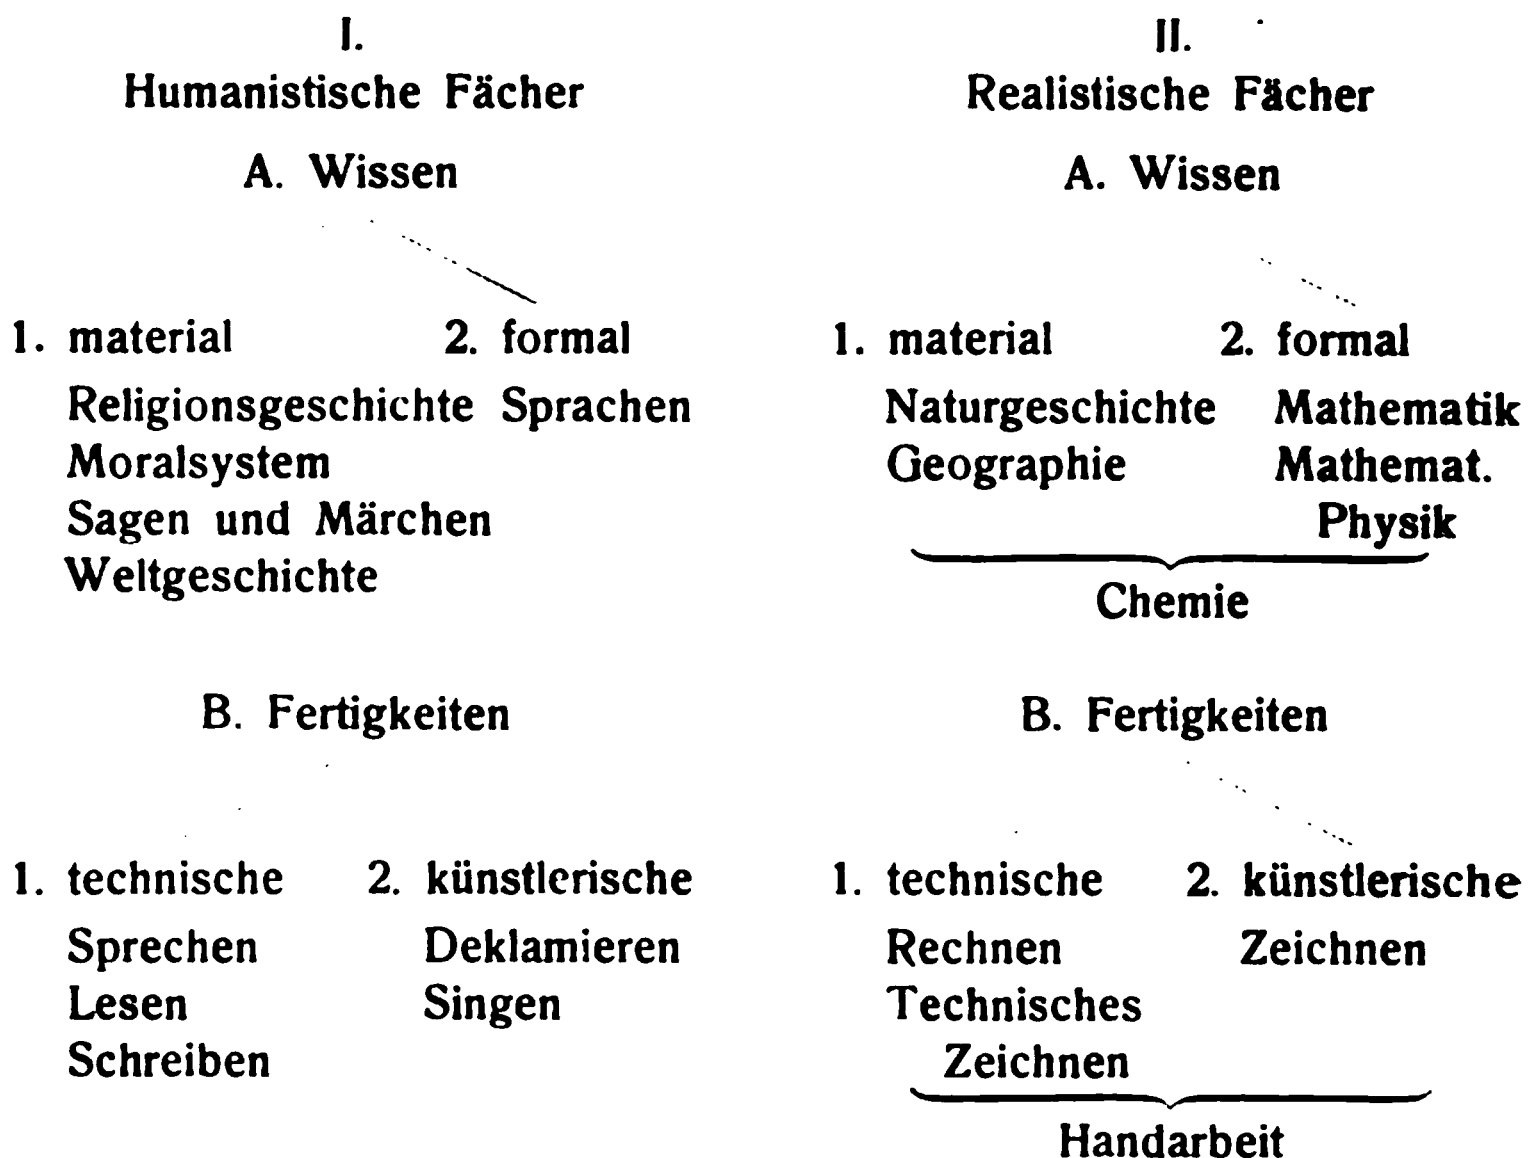 I.
Humanistische Fächer
A. Wissen
1. material 2. formal
Religionsgeschichte Sprachen
Moralsystem
Sagen und Märchen
Weltgeschichte
B. Fertigkeiten
1. technische 2. künstlerische
Sprechen Deklamieren
Lesen Singen
Schreiben
II.
Realistische Fächer
A. Wissen
1. material 2. formal
Naturgeschichte Mathematik
Geographie Mathemat.
Physik
Chemie
B. Fertigkeiten
1. technische 2. künstlerische
Rechnen Zeichnen
Technisches
Zeichnen
Handarbeit